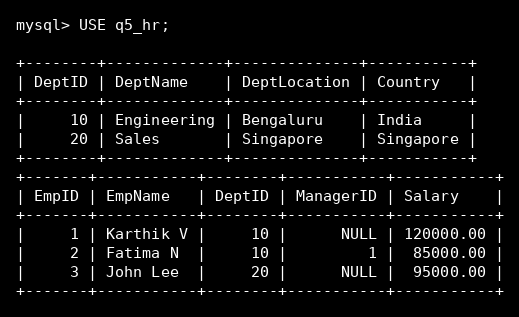 mysql> USE q5_hr;

+--------+-------------+--------------+-----------+
| DeptID | DeptName    | DeptLocation | Country   |
+--------+-------------+--------------+-----------+
|     10 | Engineering | Bengaluru    | India     |
|     20 | Sales       | Singapore    | Singapore |
+--------+-------------+--------------+-----------+
+-------+-----------+--------+-----------+-----------+
| EmpID | EmpName   | DeptID | ManagerID | Salary    |
+-------+-----------+--------+-----------+-----------+
|     1 | Karthik V |     10 |      NULL | 120000.00 |
|     2 | Fatima N  |     10 |         1 |  85000.00 |
|     3 | John Lee  |     20 |      NULL |  95000.00 |
+-------+-----------+--------+-----------+-----------+